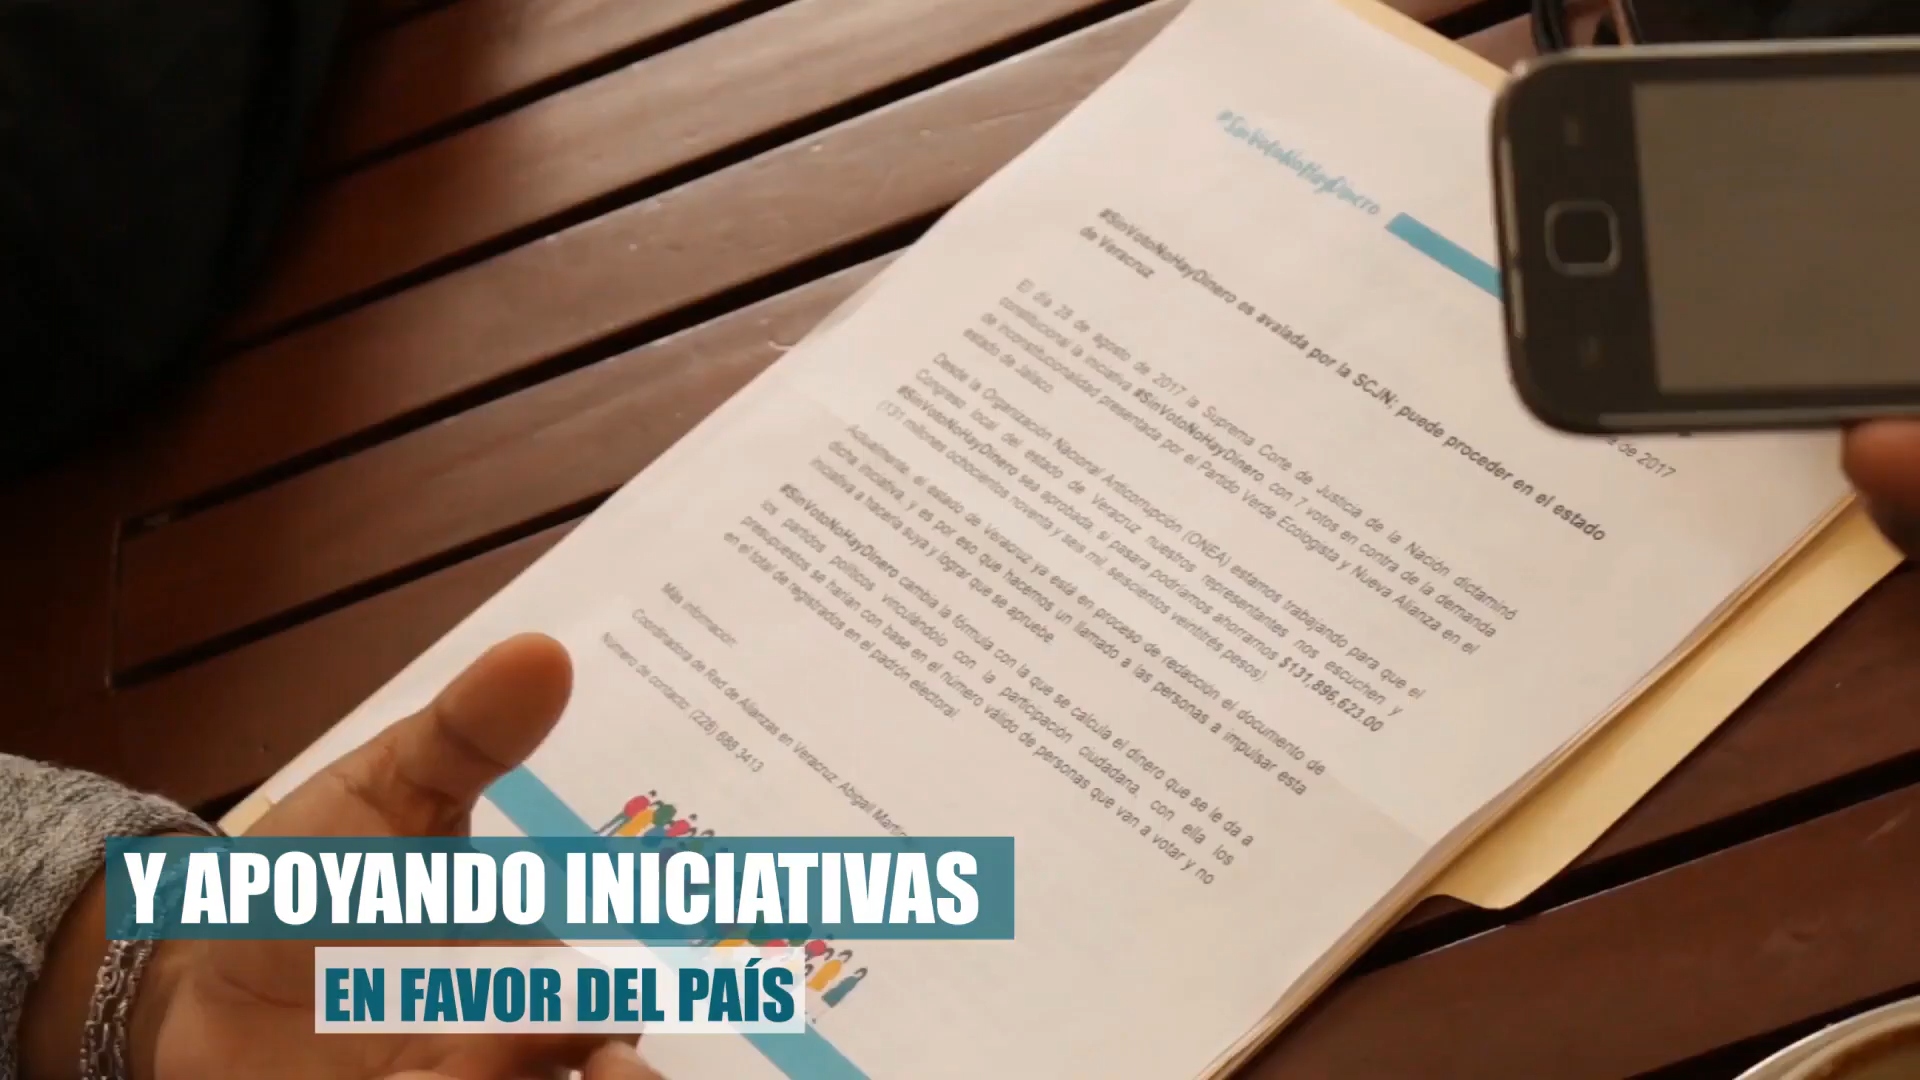 #SinVotoNoHayDinero
de 2017
#SinVotoNoHayDinero es avalada por la SCJN; puede proceder en el estado
de Veracruz
El día 28 de agosto de 2017 la Suprema Corte de Justicia de la Nación dictaminó
constitucional la iniciativa #SinVotoNoHayDinero, con 7 votos en contra de la demanda
de inconstitucionalidad presentada por el Partido Verde Ecologista y Nueva Alianza en el
estado de Jalisco.
Desde la Organización Nacional Anticorrupción (ONEA) estamos trabajando para que el
Congreso local del estado de Veracruz, nuestros representantes nos escuchen y
#SinVotoNoHayDinero sea aprobada, si pasara podríamos ahorrarnos $131,896,623.00
(131 millones ochocientos noventa y seis mil, seiscientos veintitrés pesos).
Actualmente, el estado de Veracruz ya está en proceso de redacción el documento de
dicha iniciativa, y es por eso que hacemos un llamado a las personas a impulsar esta
iniciativa a hacerla suya y lograr que se apruebe.
#SinVotoNoHayDinero cambia la fórmula con la que se calcula el dinero que se le da a
los partidos políticos vinculándolo con la participación ciudadana, con ella los
presupuestos se harían con base en el número válido de personas que van a votar y no
en el total de registrados en el padrón electoral.
Más información:
Coordinadora de Red de Alianzas en Veracruz: Abigail
Número de contacto: (228) 688 3413
Y APOYANDO INICIATIVAS
EN FAVOR DEL PAÍS